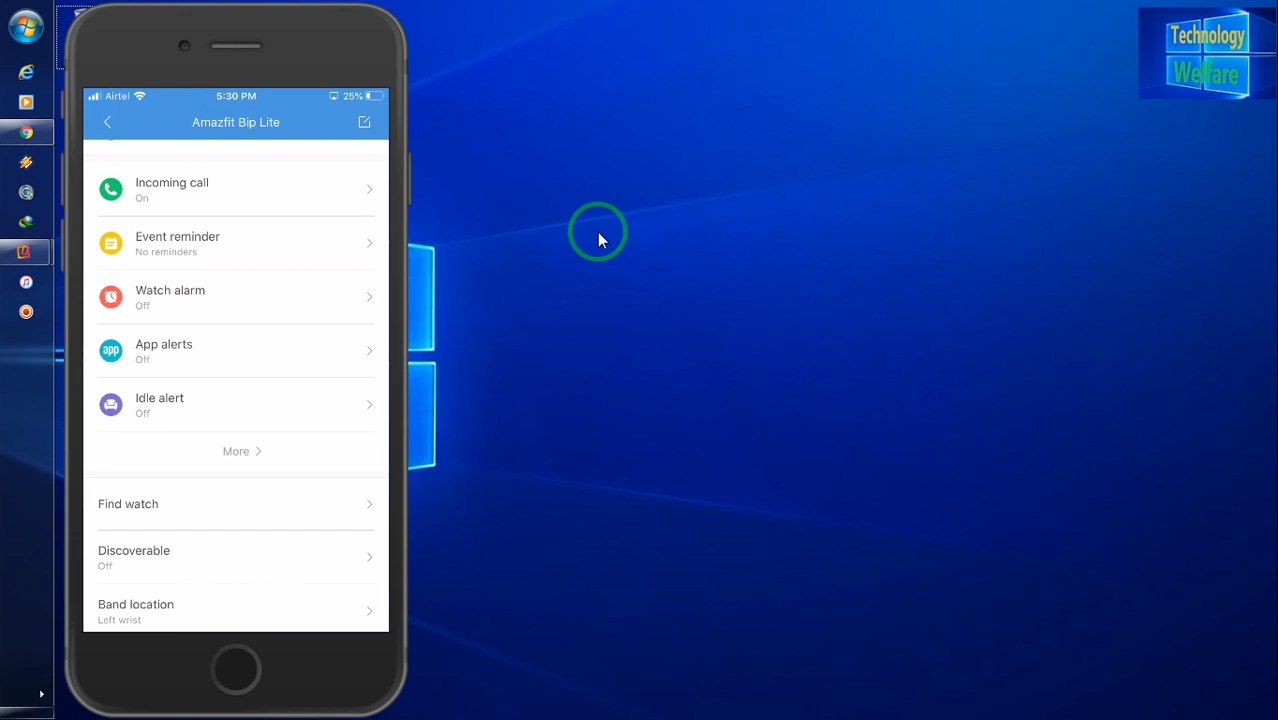 Airtel
5:30 PM
25%
Amazfit Bip Lite
Incoming call
On
Event reminder
No reminders
Watch alarm
Off
app
App alerts
Off
Idle alert
Off
More
Find watch
Discoverable
Off
Band location
Left wrist
Technology
Welfare